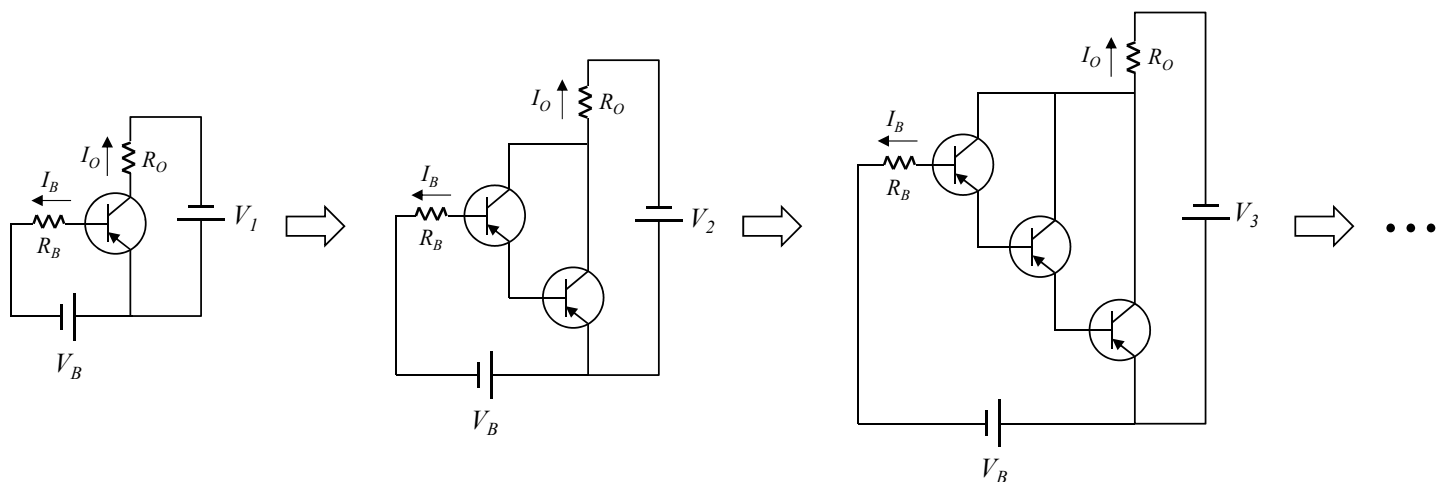 I_O
R_O
I_B
R_B
V_1
V_B
I_O
R_O
I_B
R_B
V_2
V_B
I_O
R_O
I_B
R_B
V_3
V_B
• • •